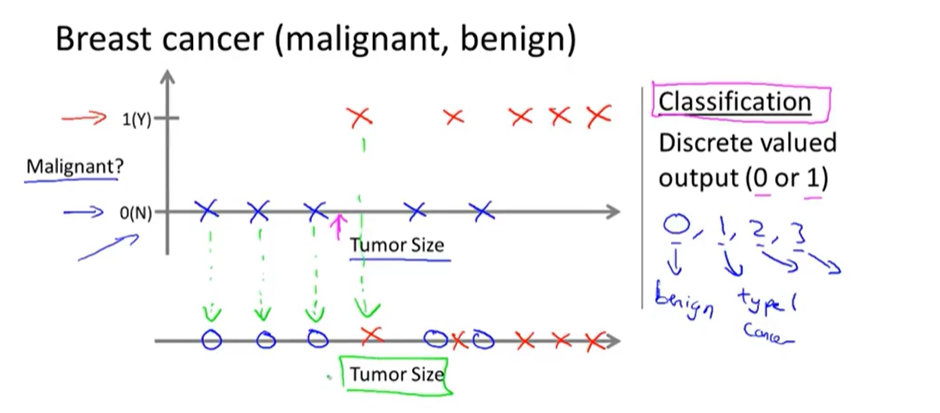 Breast cancer (malignant, benign)
1(Y)
Malignant?
0(N)
Tumor Size
Tumor Size
Classification
Discrete valued
output (0 or 1)
0, 1, 2, 3
benign type 1
cancer